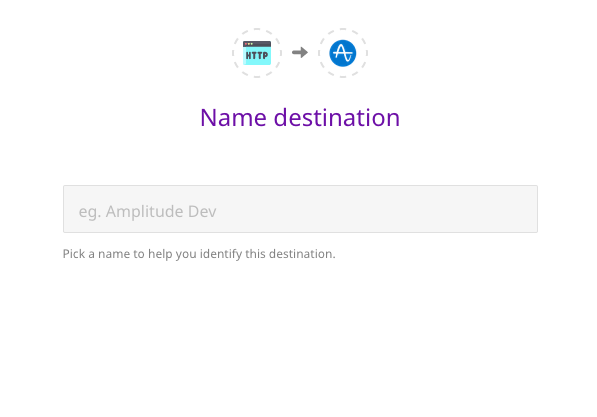 HTTP
Name destination
eg. Amplitude Dev
Pick a name to help you identify this destination.